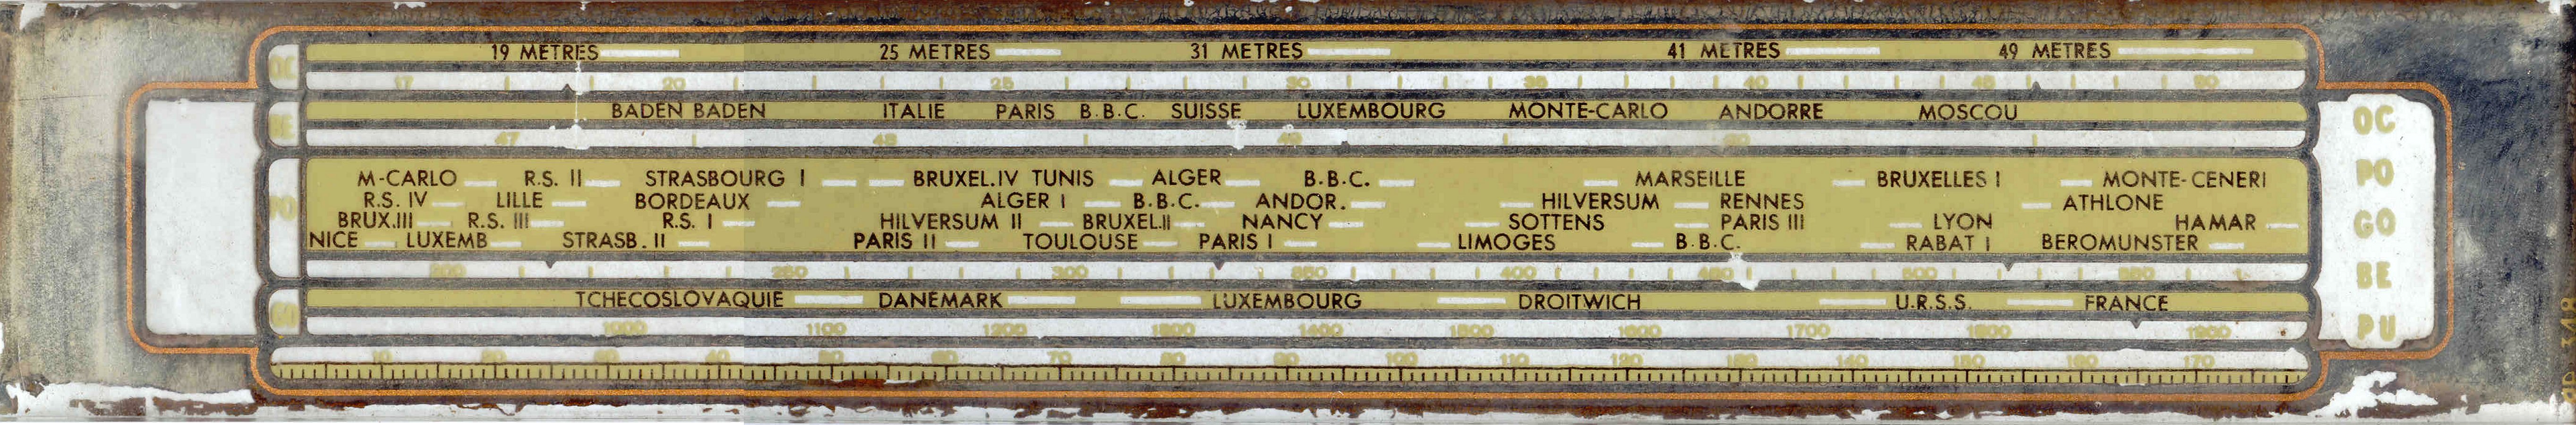 19 METRES 25 METRES 31 METRES 41 METRES 49 METRES
OC 17 20 25 30 35 40 45 50
BADEN BADEN ITALIE PARIS B.B.C. SUISSE LUXEMBOURG MONTE-CARLO ANDORRE MOSCOU
BE 47 48 49 50
M-CARLO R.S. II STRASBOURG I BRUXEL.IV TUNIS ALGER B.B.C. MARSEILLE BRUXELLES I MONTE-CENERI
R.S. IV LILLE BORDEAUX ALGER I B.B.C. ANDOR. HILVERSUM RENNES ATHLONE
PO BRUX.III R.S. III R.S. I HILVERSUM II BRUXEL.II NANCY SOTTENS PARIS III LYON HAMAR
NICE LUXEMB STRASB. II PARIS II TOULOUSE PARIS I LIMOGES B.B.C. RABAT I BEROMUNSTER
200 250 300 350 400 450 500 550
GO TCHECOSLOVAQUIE DANEMARK LUXEMBOURG DROITWICH U.R.S.S. FRANCE
1000 1100 1200 1300 1400 1500 1600 1700 1800 1900
10 20 30 40 50 60 70 80 90 100 110 120 130 140 150 160 170
OC
PO
GO
BE
PU